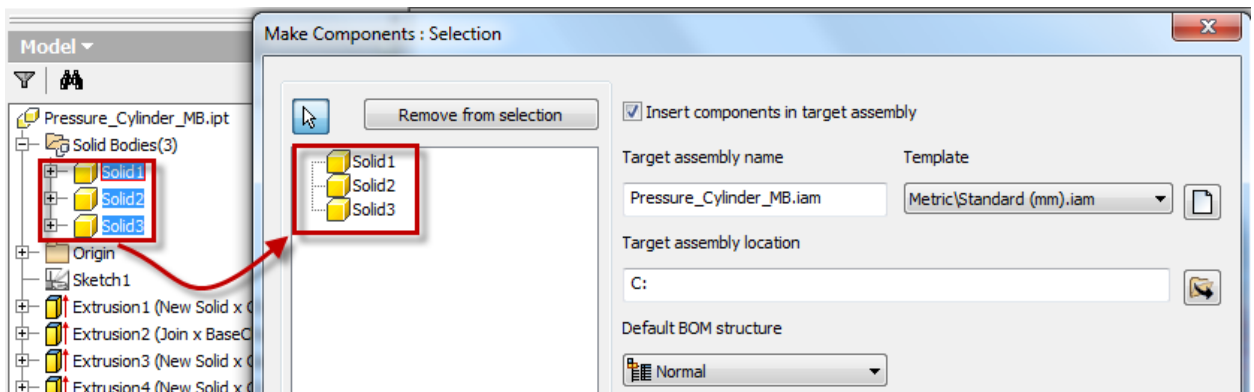 Model
Pressure_Cylinder_MB.ipt
Solid Bodies(3)
Solid1
Solid2
Solid3
Origin
Sketch1
Extrusion1 (New Solid x
Extrusion2 (Join x BaseC
Extrusion3 (New Solid x
Extrusion4 (New Solid x
Make Components : Selection
Remove from selection
Solid1
Solid2
Solid3
Insert components in target assembly
Target assembly name
Template
Pressure_Cylinder_MB.iam
Metric\Standard (mm).iam
Target assembly location
C:
Default BOM structure
Normal